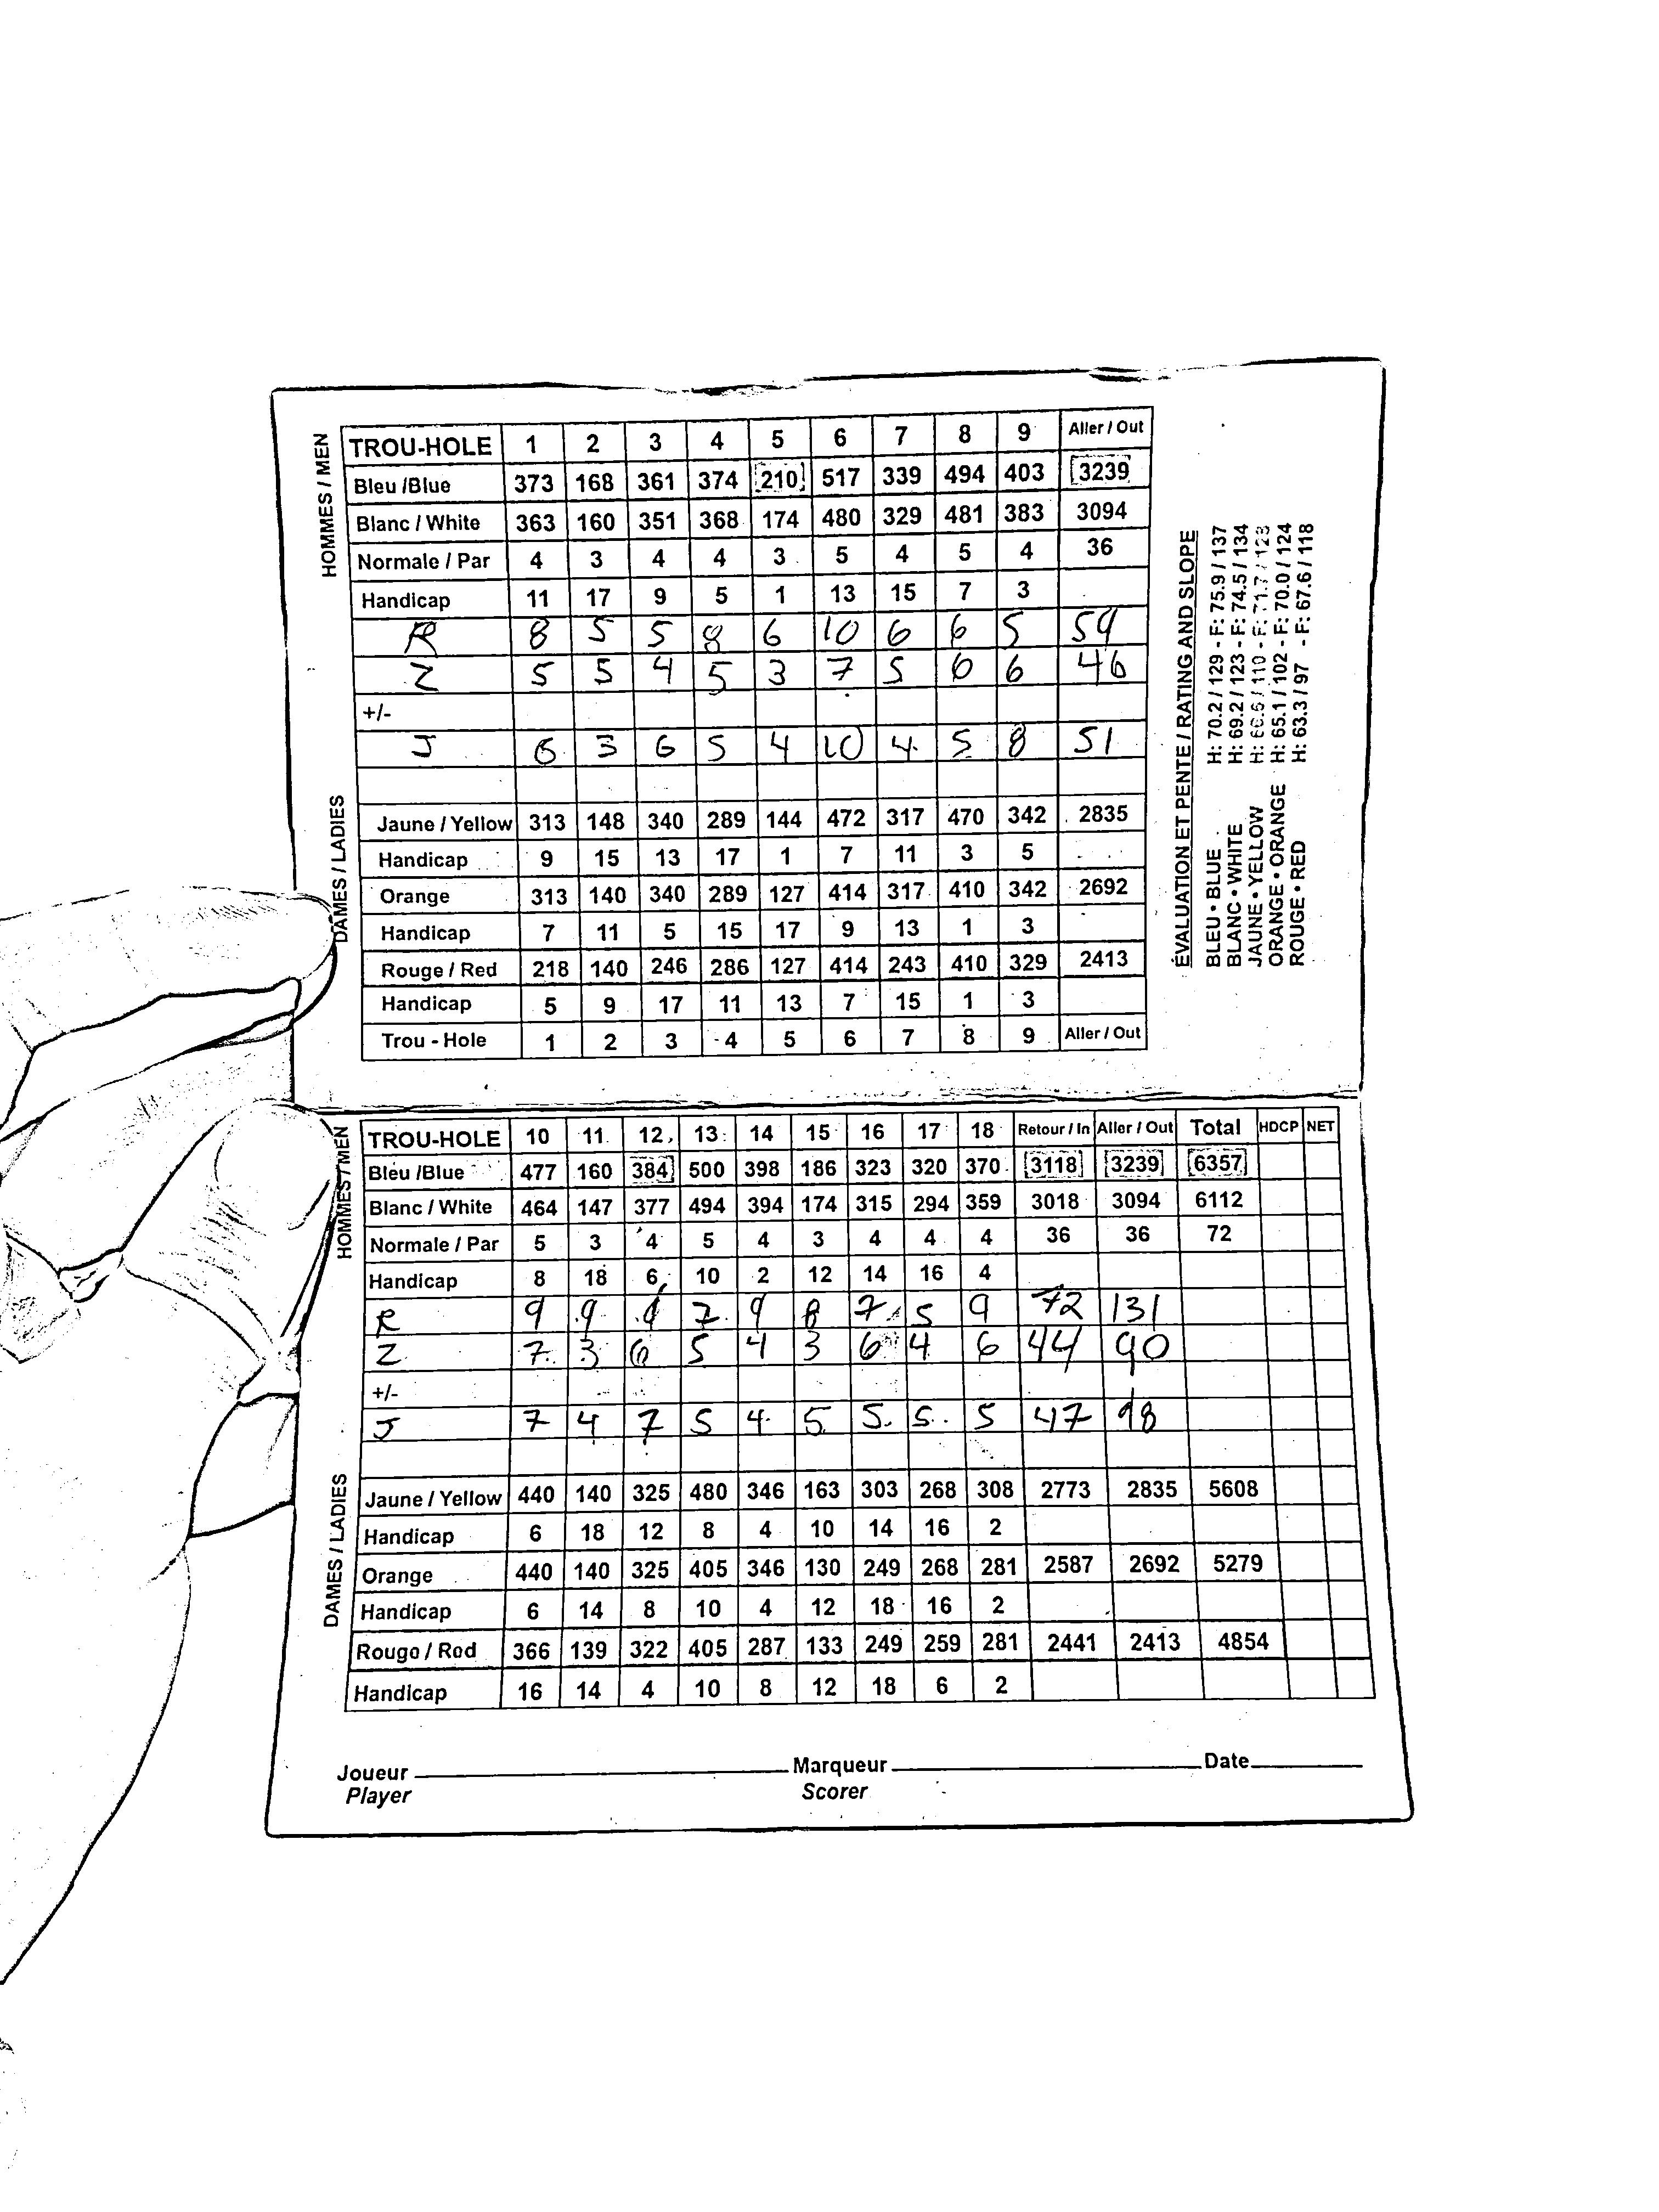 HOMMES / MEN
TROU-HOLE 1 2 3 4 5 6 7 8 9 Aller / Out
Bleu /Blue 373 168 361 374 210 517 339 494 403 3239
Blanc / White 363 160 351 368 174 480 329 481 383 3094
Normale / Par 4 3 4 4 3 5 4 5 4 36
Handicap 11 17 9 5 1 13 15 7 3
R 8 5 5 8 6 10 6 6 5 59
Z 5 5 4 5 3 7 5 6 6 46
+/-
J 6 3 6 5 4 10 4 5 8 51
DAMES / LADIES
Jaune / Yellow 313 148 340 289 144 472 317 470 342 2835
Handicap 9 15 13 17 1 7 11 3 5
Orange 313 140 340 289 127 414 317 410 342 2692
Handicap 7 11 5 15 17 9 13 1 3
Rouge / Red 218 140 246 286 127 414 243 410 329 2413
Handicap 5 9 17 11 13 7 15 1 3
Trou - Hole 1 2 3 4 5 6 7 8 9 Aller / Out
ÉVALUATION ET PENTE / RATING AND SLOPE
BLEU • BLUE H: 70.2 / 129 - F: 75.9 / 137
BLANC • WHITE H: 69.2 / 123 - F: 74.5 / 134
JAUNE • YELLOW H: / 110 - F: 71.7 /
ORANGE • ORANGE H: 65.1 / 102 - F: 70.0 / 124
ROUGE • RED H: 63.3 / 97 - F: 67.6 / 118
HOMMES / MEN
TROU-HOLE 10 11 12 13 14 15 16 17 18 Retour / In Aller / Out Total HDCP NET
Bleu /Blue 477 160 384 500 398 186 323 320 370 3118 3239 6357
Blanc / White 464 147 377 494 394 174 315 294 359 3018 3094 6112
Normale / Par 5 3 4 5 4 3 4 4 4 36 36 72
Handicap 8 18 6 10 2 12 14 16 4
R 9 9 7 9 8 7 5 9 72 131
Z 7 3 6 5 4 3 6 4 6 44 90
+/-
J 7 4 7 5 4 5 5 5 5 47 98
DAMES / LADIES
Jaune / Yellow 440 140 325 480 346 163 303 268 308 2773 2835 5608
Handicap 6 18 12 8 4 10 14 16 2
Orange 440 140 325 405 346 130 249 268 281 2587 2692 5279
Handicap 6 14 8 10 4 12 18 16 2
Rouge / Red 366 139 322 405 287 133 249 259 281 2441 2413 4854
Handicap 16 14 4 10 8 12 18 6 2
Joueur Marqueur Date
Player Scorer